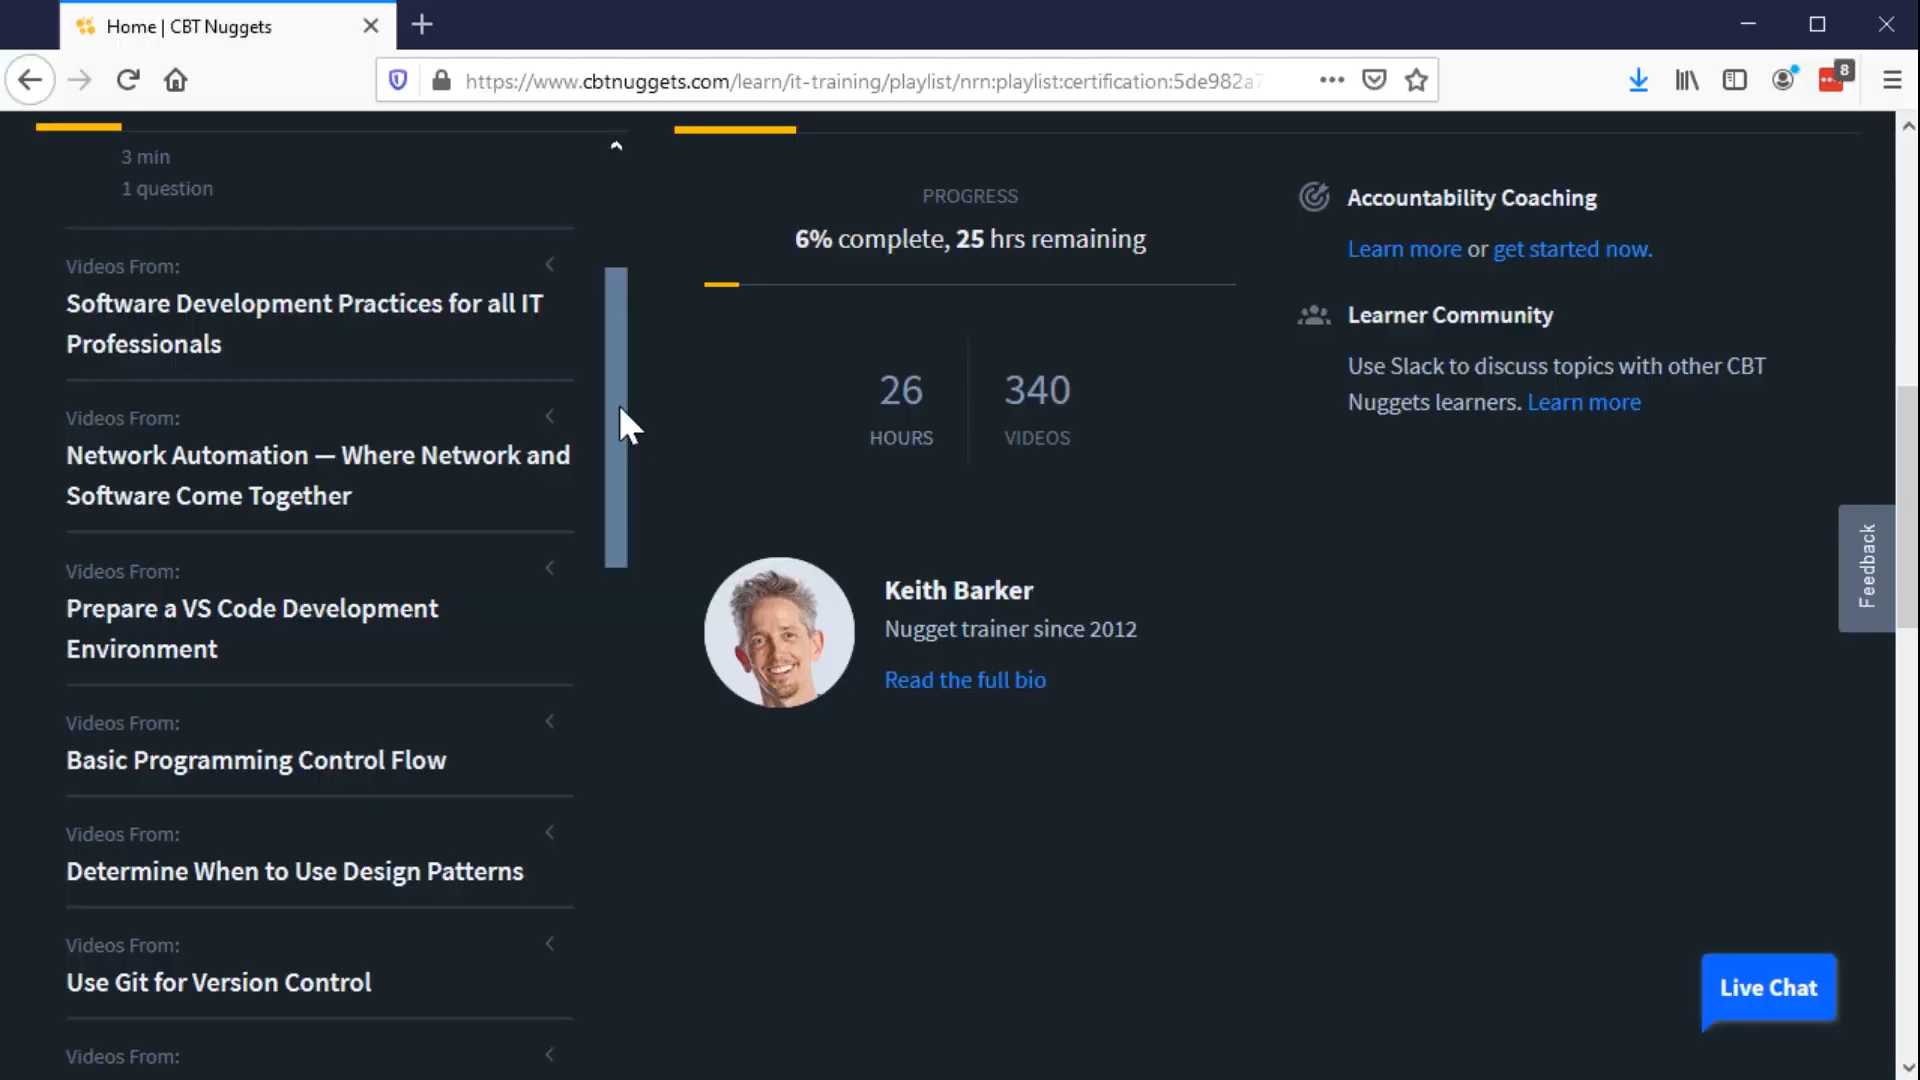 Home | CBT Nuggets
https://www.cbtnuggets.com/learn/it-training/playlist/nrn:playlist:certification:5de982a7
8
3 min
1 question
Videos From:
Software Development Practices for all IT
Professionals
Videos From:
Network Automation — Where Network and
Software Come Together
Videos From:
Prepare a VS Code Development
Environment
Videos From:
Basic Programming Control Flow
Videos From:
Determine When to Use Design Patterns
Videos From:
Use Git for Version Control
Videos From:
PROGRESS
6% complete, 25 hrs remaining
26
HOURS
340
VIDEOS
Keith Barker
Nugget trainer since 2012
Read the full bio
Accountability Coaching
Learn more or get started now.
Learner Community
Use Slack to discuss topics with other CBT
Nuggets learners. Learn more
Feedback
Live Chat